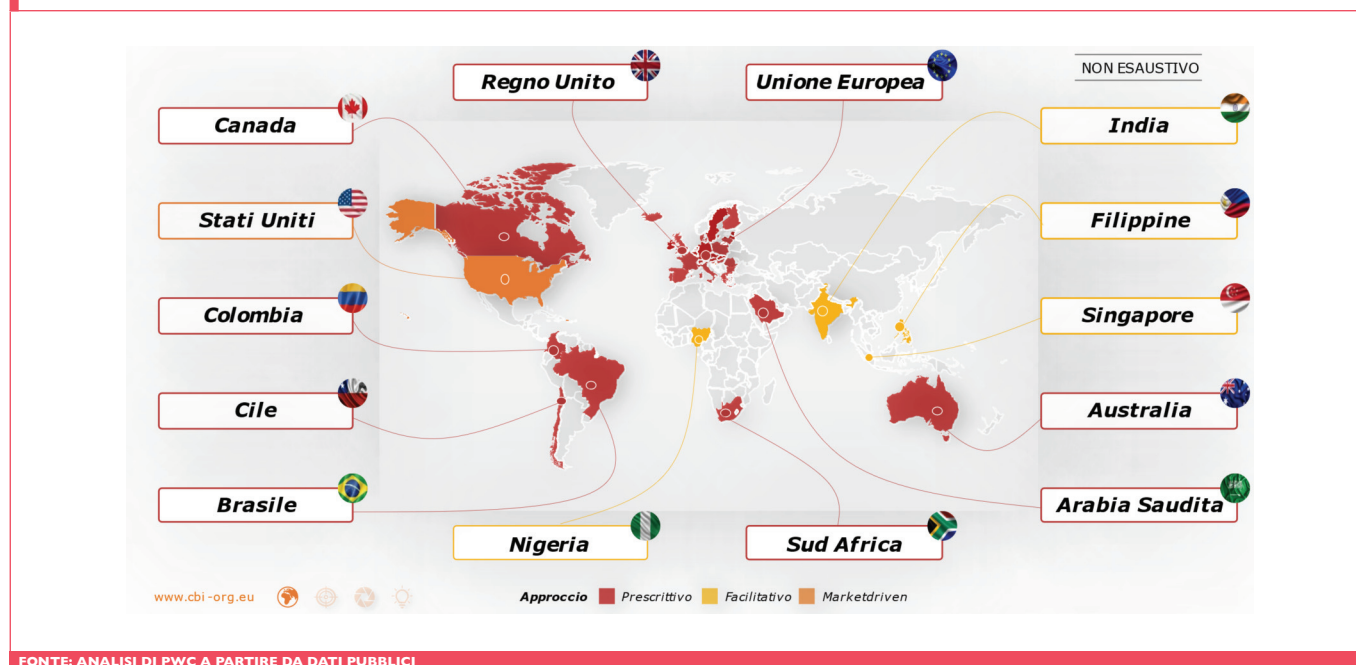 Regno Unito
Unione Europea
NON ESAUSTIVO
Canada
India
Stati Uniti
Filippine
Colombia
Singapore
Cile
Australia
Brasile
Arabia Saudita
Nigeria
Sud Africa
www.cbi-org.eu
Approccio Prescrittivo Facilitativo Marketdriven
FONTE: ANALISI DI PWC A PARTIRE DA DATI PUBBLICI